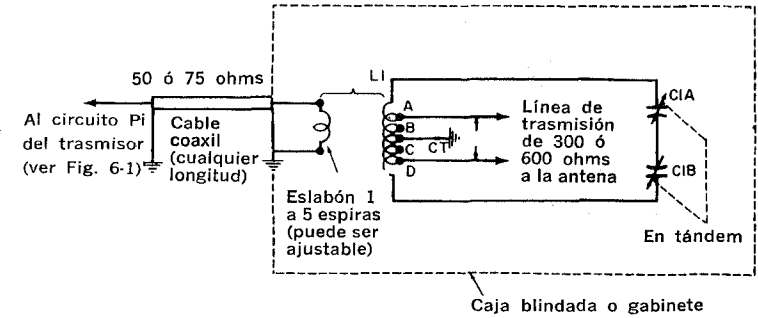 50 ó 75 ohms
Al circuito Pi
del trasmisor
(ver Fig. 6-1)
Cable
coaxil
(cualquier
longitud)
Eslabón 1
a 5 espiras
(puede ser
ajustable)
L1
A
B
CT
C
D
Línea de
trasmisión
de 300 ó
600 ohms
a la antena
C1A
C1B
En tándem
Caja blindada o gabinete